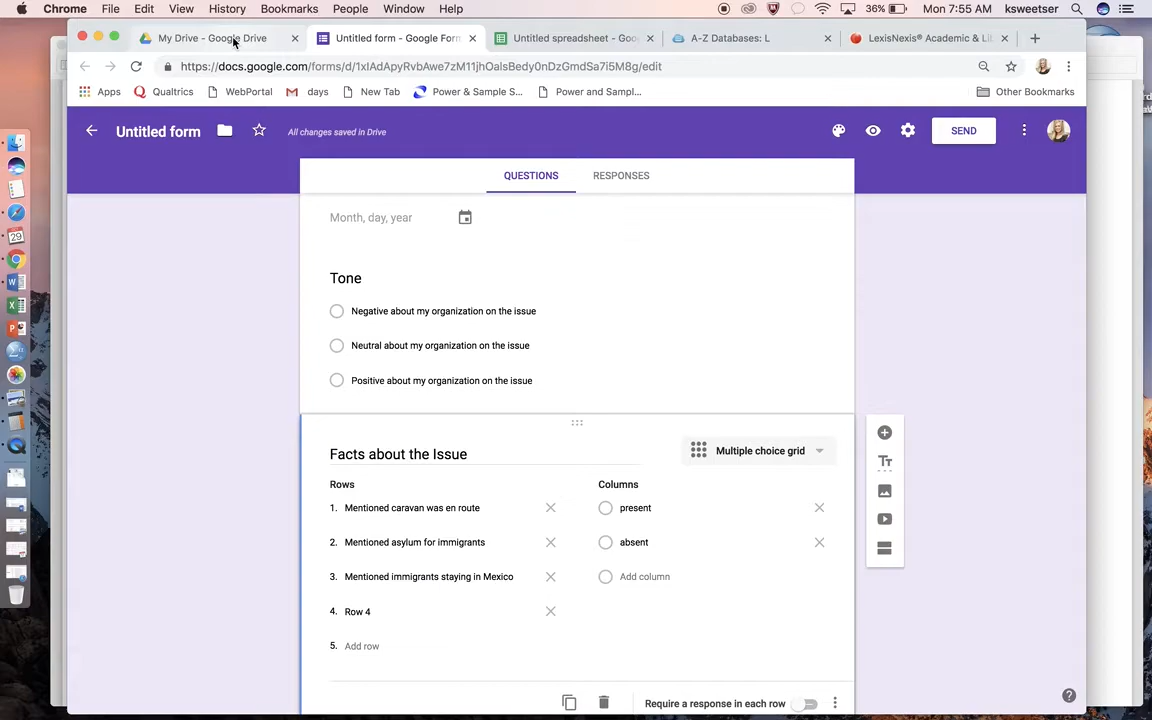 Chrome File Edit View History Bookmarks People Window Help 36% Mon 7:55 AM ksweetser
My Drive - Google Drive Untitled form - Google Form Untitled spreadsheet - Goo A-Z Databases: L LexisNexis® Academic & Li
https://docs.google.com/forms/d/1xIAdApyRvbAwe7zM11jhOalsBedy0nDzGmdSa7i5M8g/edit
Apps Qualtrics WebPortal days New Tab Power & Sample S... Power and Sampl... Other Bookmarks
Untitled form All changes saved in Drive SEND
QUESTIONS RESPONSES
Month, day, year
Tone
Negative about my organization on the issue
Neutral about my organization on the issue
Positive about my organization on the issue
Facts about the Issue Multiple choice grid
Rows Columns
1. Mentioned caravan was en route present
2. Mentioned asylum for immigrants absent
3. Mentioned immigrants staying in Mexico Add column
4. Row 4
5. Add row
Require a response in each row